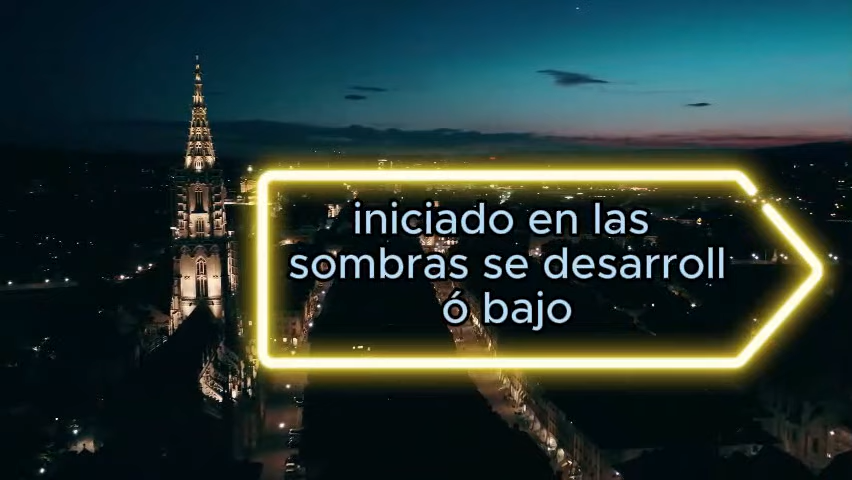 iniciado en las
sombras se desarroll
ó bajo